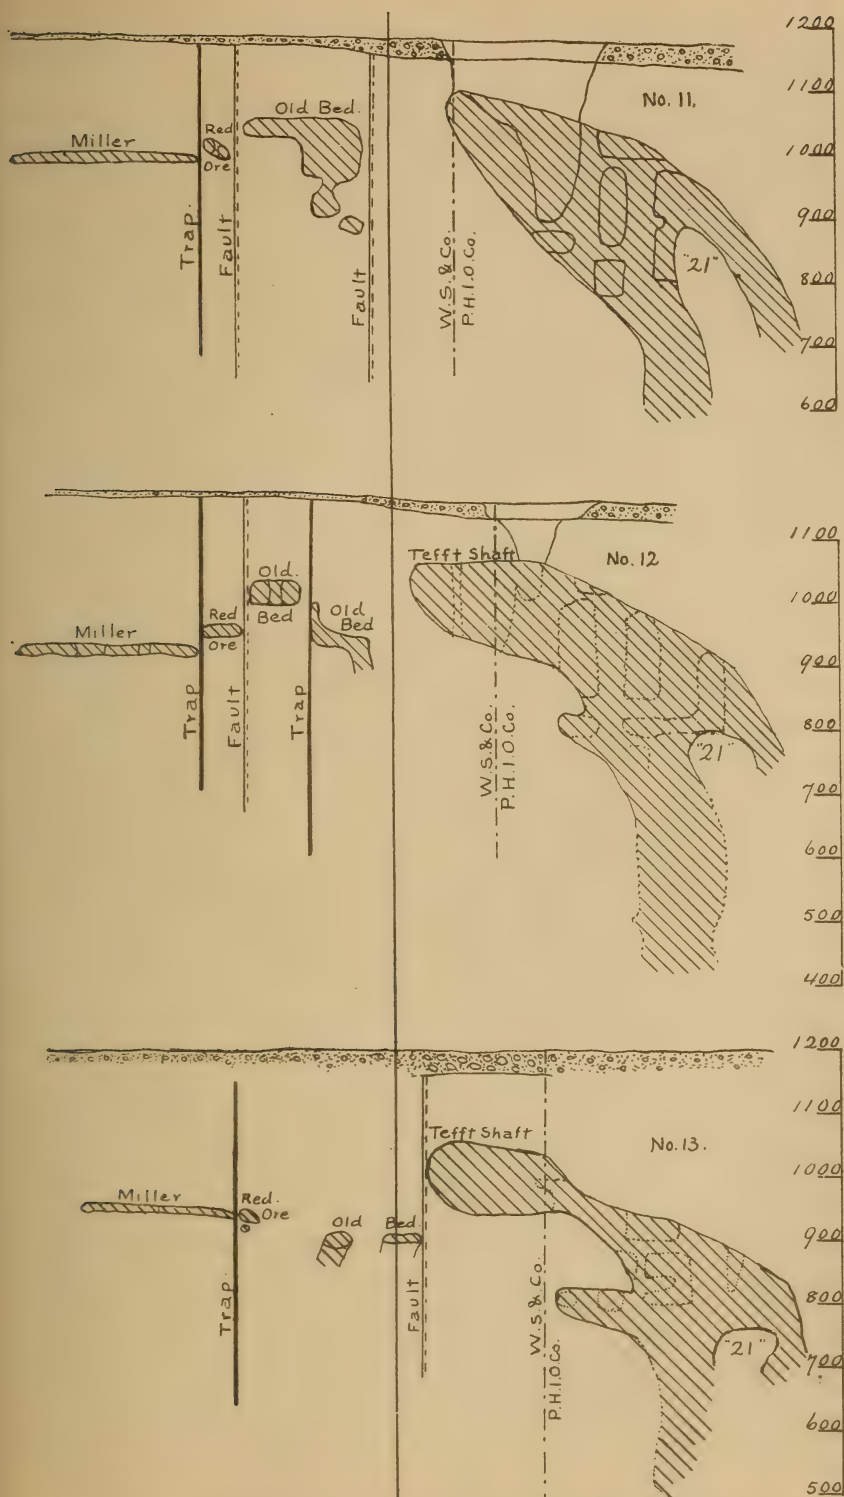 1200
1100
No. 11.
Old Bed.
Red
Ore
Miller
1000
900
Trap.
Fault
Fault
W.S.&Co.
P.H.I.O.Co.
"21"
800
700
600
1100
Tefft Shaft
No. 12
Old.
Bed
1000
Red
Ore
Old
Bed
Miller
900
Trap
Fault
Trap
800
"21"
W.S.&Co.
P.H.I.O.Co.
700
600
500
400
1200
1100
Tefft Shaft
No. 13.
1000
Miller
Red.
Ore
Old
Bed.
900
Trap
Fault
W.S.&Co.
P.H.I.O.Co.
800
"21"
700
600
500